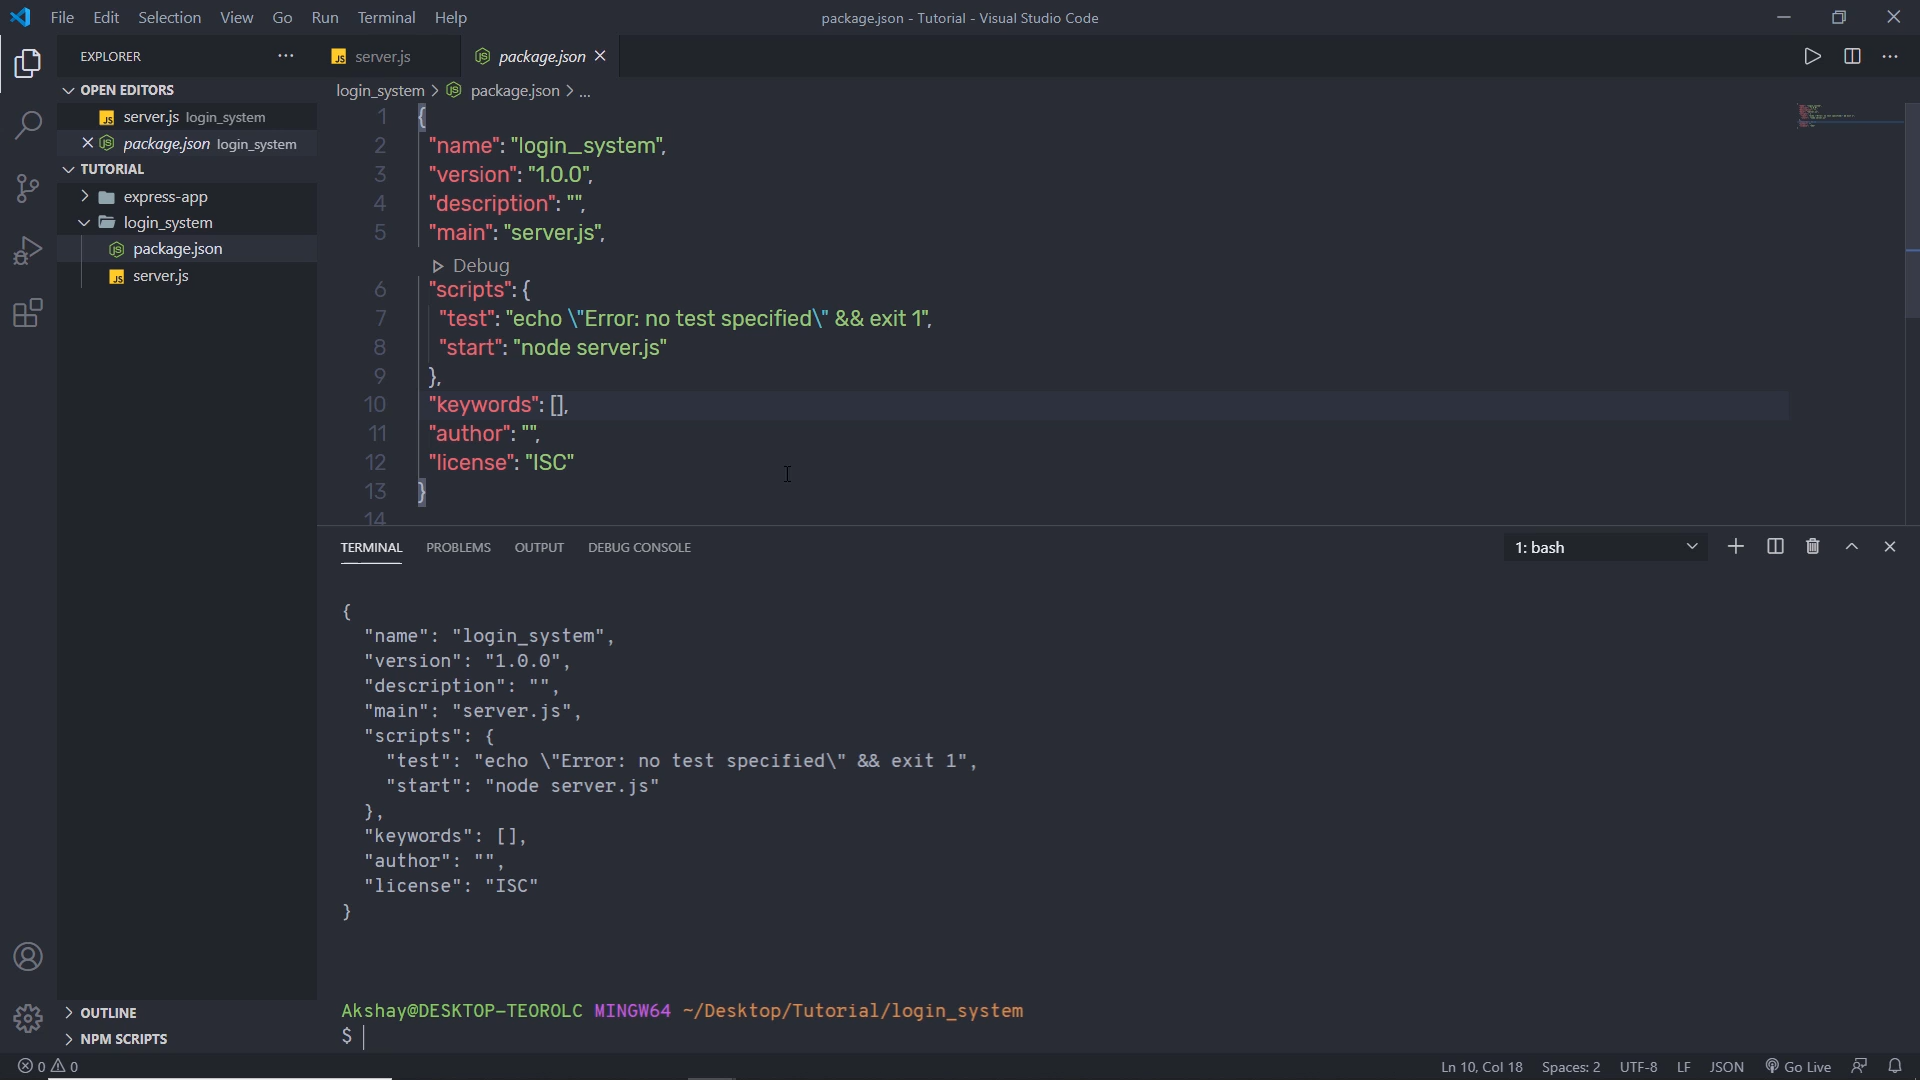 File Edit Selection View Go Run Terminal Help
package.json - Tutorial - Visual Studio Code
EXPLORER
server.js
package.json
OPEN EDITORS
server.js login_system
package.json login_system
TUTORIAL
express-app
login_system
package.json
server.js
OUTLINE
NPM SCRIPTS
login_system > package.json > ...
1 {
2 "name": "login_system",
3 "version": "1.0.0",
4 "description": "",
5 "main": "server.js",
Debug
6 "scripts": {
7 "test": "echo \"Error: no test specified\" && exit 1",
8 "start": "node server.js"
9 },
10 "keywords": [],
11 "author": "",
12 "license": "ISC"
13 }
14
TERMINAL PROBLEMS OUTPUT DEBUG CONSOLE
1: bash
{
"name": "login_system",
"version": "1.0.0",
"description": "",
"main": "server.js",
"scripts": {
"test": "echo \"Error: no test specified\" && exit 1",
"start": "node server.js"
},
"keywords": [],
"author": "",
"license": "ISC"
}
Akshay@DESKTOP-TEOROLC MINGW64 ~/Desktop/Tutorial/login_system
$
0 0
Ln 10, Col 18 Spaces: 2 UTF-8 LF JSON Go Live